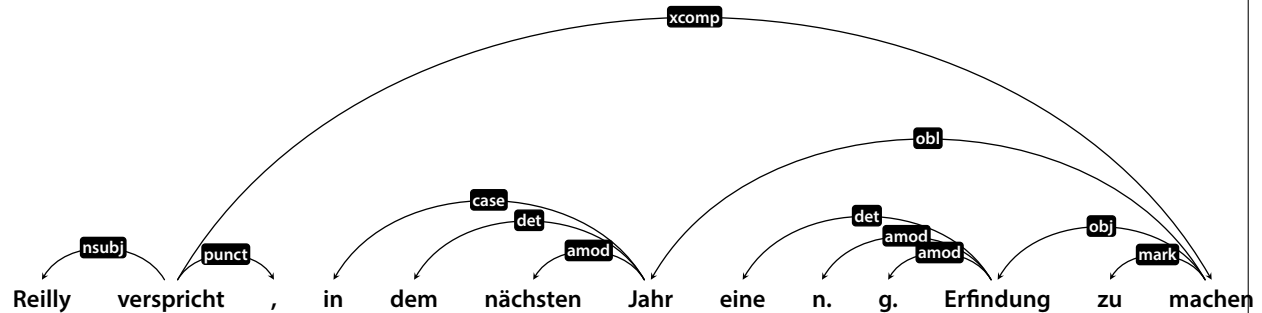 xcomp
obl
case
det
det
amod
obj
nsubj
punct
amod
amod
mark
Reilly verspricht , in dem nächsten Jahr eine n. g. Erfindung zu machen